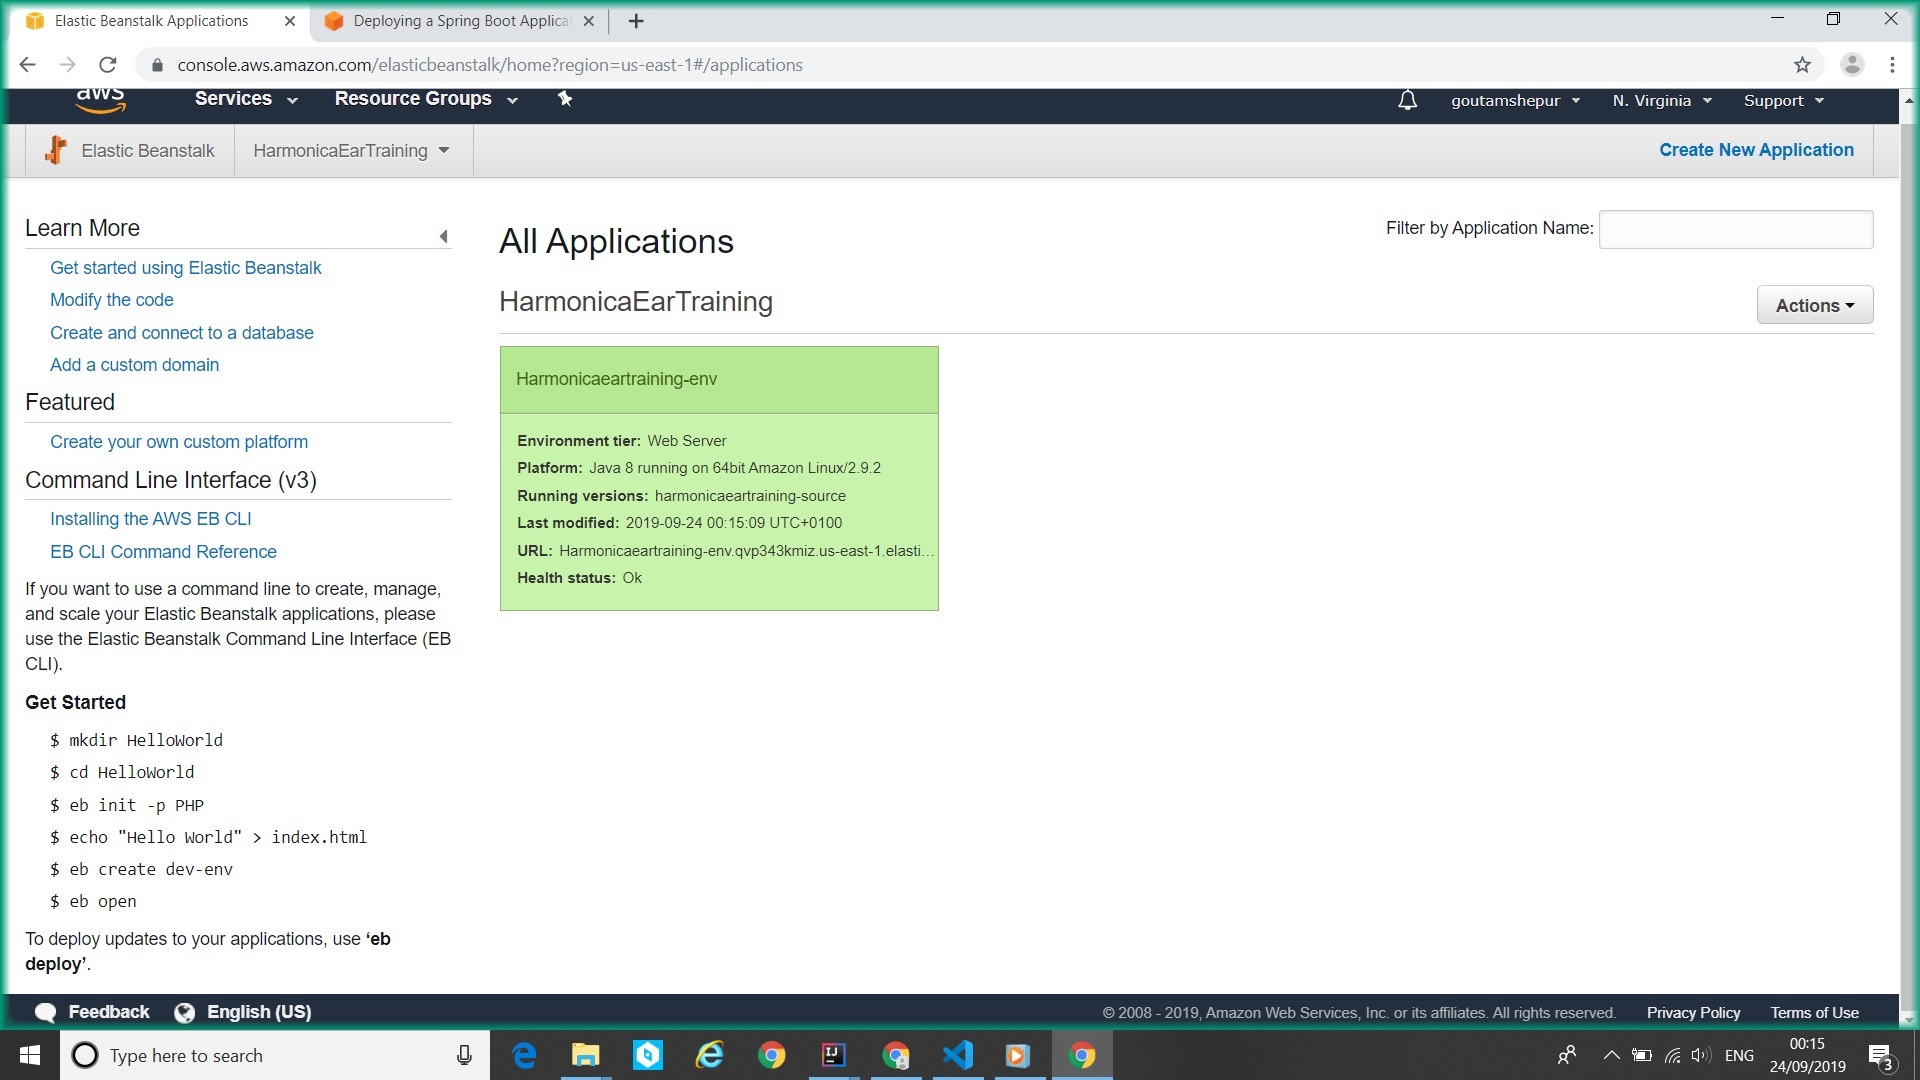 Elastic Beanstalk Applications
Deploying a Spring Boot Applica
console.aws.amazon.com/elasticbeanstalk/home?region=us-east-1#/applications
aws
Services
Resource Groups
goutamshepur
N. Virginia
Support
Elastic Beanstalk
HarmonicaEarTraining
Create New Application
Learn More
Get started using Elastic Beanstalk
Modify the code
Create and connect to a database
Add a custom domain
Featured
Create your own custom platform
Command Line Interface (v3)
Installing the AWS EB CLI
EB CLI Command Reference
If you want to use a command line to create, manage,
and scale your Elastic Beanstalk applications, please
use the Elastic Beanstalk Command Line Interface (EB
CLI).
Get Started
$ mkdir HelloWorld
$ cd HelloWorld
$ eb init -p PHP
$ echo "Hello World" > index.html
$ eb create dev-env
$ eb open
To deploy updates to your applications, use ‘eb
deploy’.
All Applications
Filter by Application Name:
HarmonicaEarTraining
Actions
Harmonicaeartraining-env
Environment tier: Web Server
Platform: Java 8 running on 64bit Amazon Linux/2.9.2
Running versions: harmonicaeartraining-source
Last modified: 2019-09-24 00:15:09 UTC+0100
URL: Harmonicaeartraining-env.qvp343kmiz.us-east-1.elasti...
Health status: Ok
Feedback
English (US)
© 2008 - 2019, Amazon Web Services, Inc. or its affiliates. All rights reserved.
Privacy Policy
Terms of Use
Type here to search
IJ
ENG
00:15
24/09/2019
3